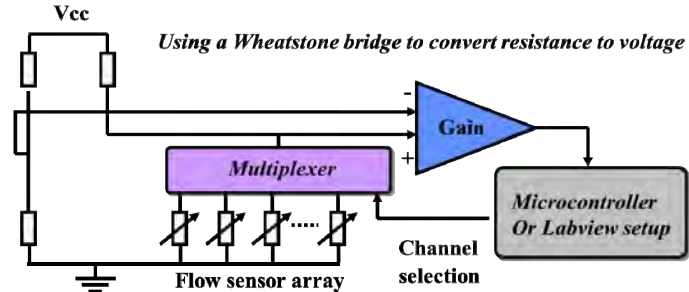 Vcc
Using a Wheatstone bridge to convert resistance to voltage
-
Gain
+
Multiplexer
Microcontroller
Or Labview setup
Channel
selection
Flow sensor array